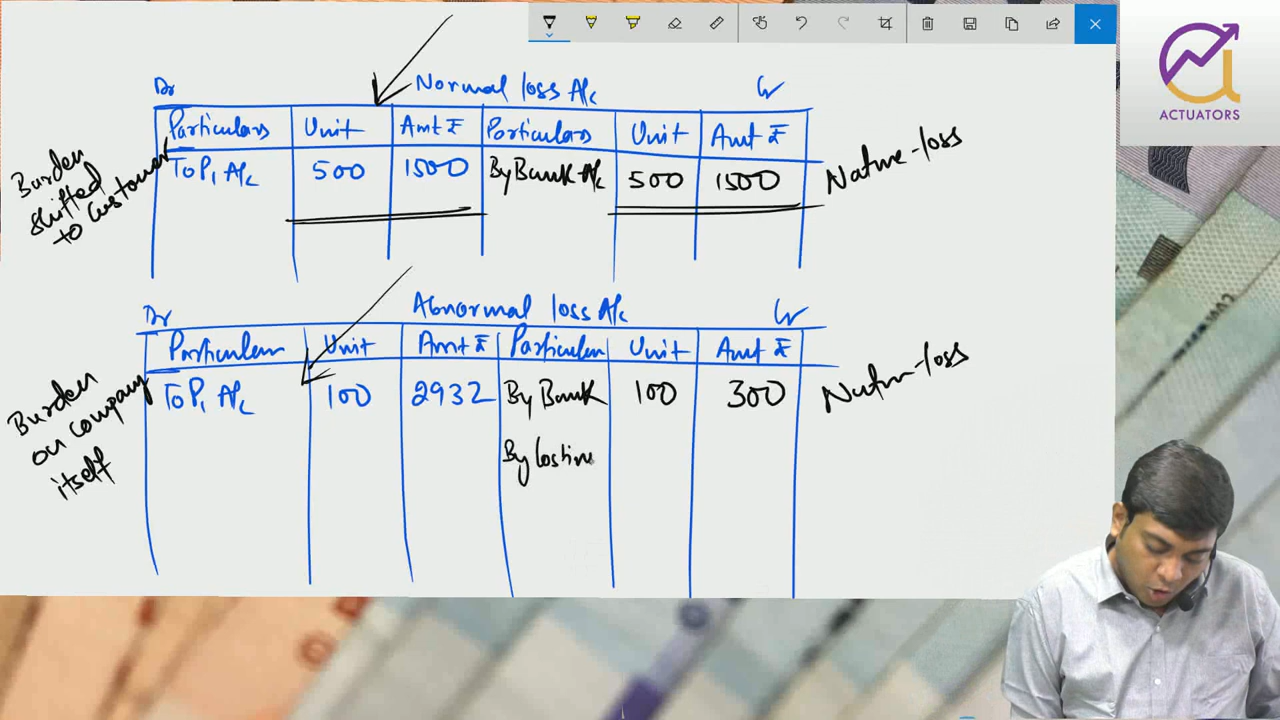 ACTUATORS
Dr Normal loss A/c Cr
Particulars Unit Amt ₹ Particulars Unit Amt ₹
To P1 A/c 500 1500 By Bank A/c 500 1500
Nature-loss
Burden
shifted
to customer
Dr Abnormal loss A/c Cr
Particulars Unit Amt ₹ Particular Unit Amt ₹
To P1 A/c 100 2932 By Bank 100 300
By Costin
Nature-loss
Burden
on company
itself